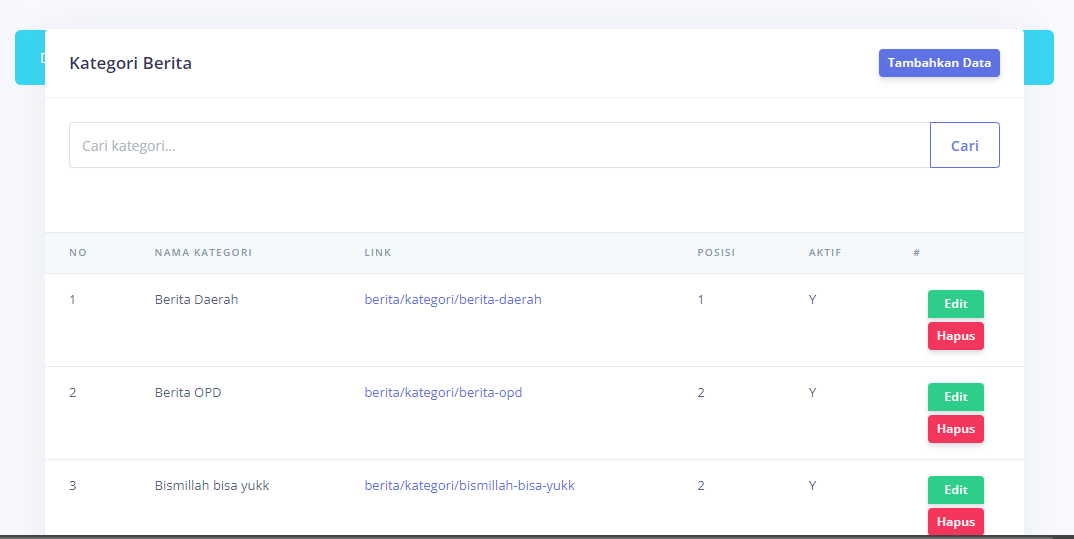 Kategori Berita
Tambahkan Data
Cari kategori...
Cari
NO NAMA KATEGORI LINK POSISI AKTIF #
1 Berita Daerah berita/kategori/berita-daerah 1 Y Edit
Hapus
2 Berita OPD berita/kategori/berita-opd 2 Y Edit
Hapus
3 Bismillah bisa yukk berita/kategori/bismillah-bisa-yukk 2 Y Edit
Hapus